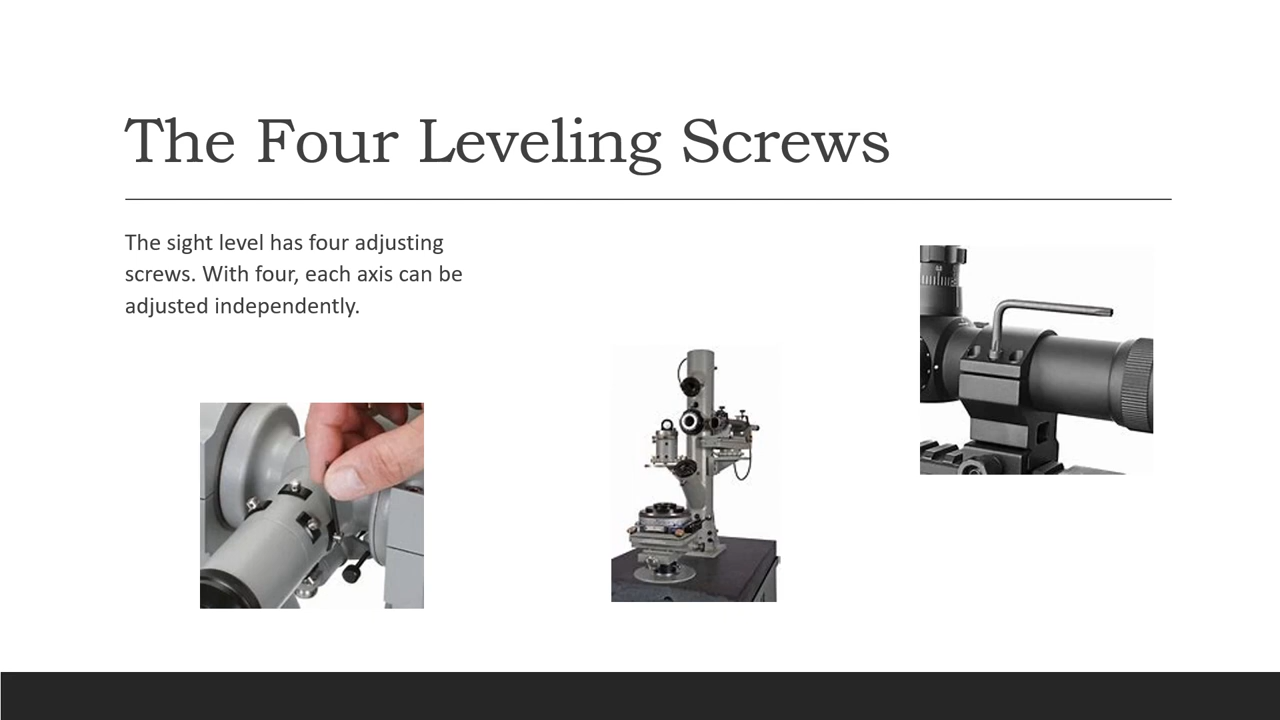 The Four Leveling Screws
The sight level has four adjusting
screws. With four, each axis can be
adjusted independently.